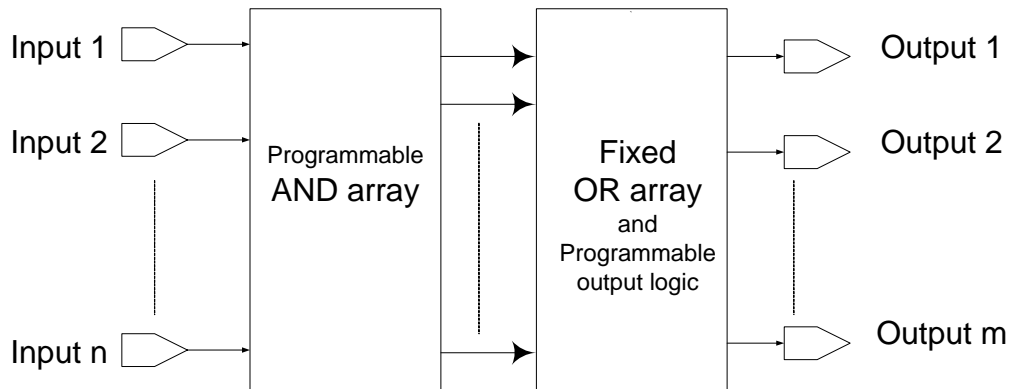 Input 1
Input 2
Input n
Programmable
AND array
Fixed
OR array
and
Programmable
output logic
Output 1
Output 2
Output m